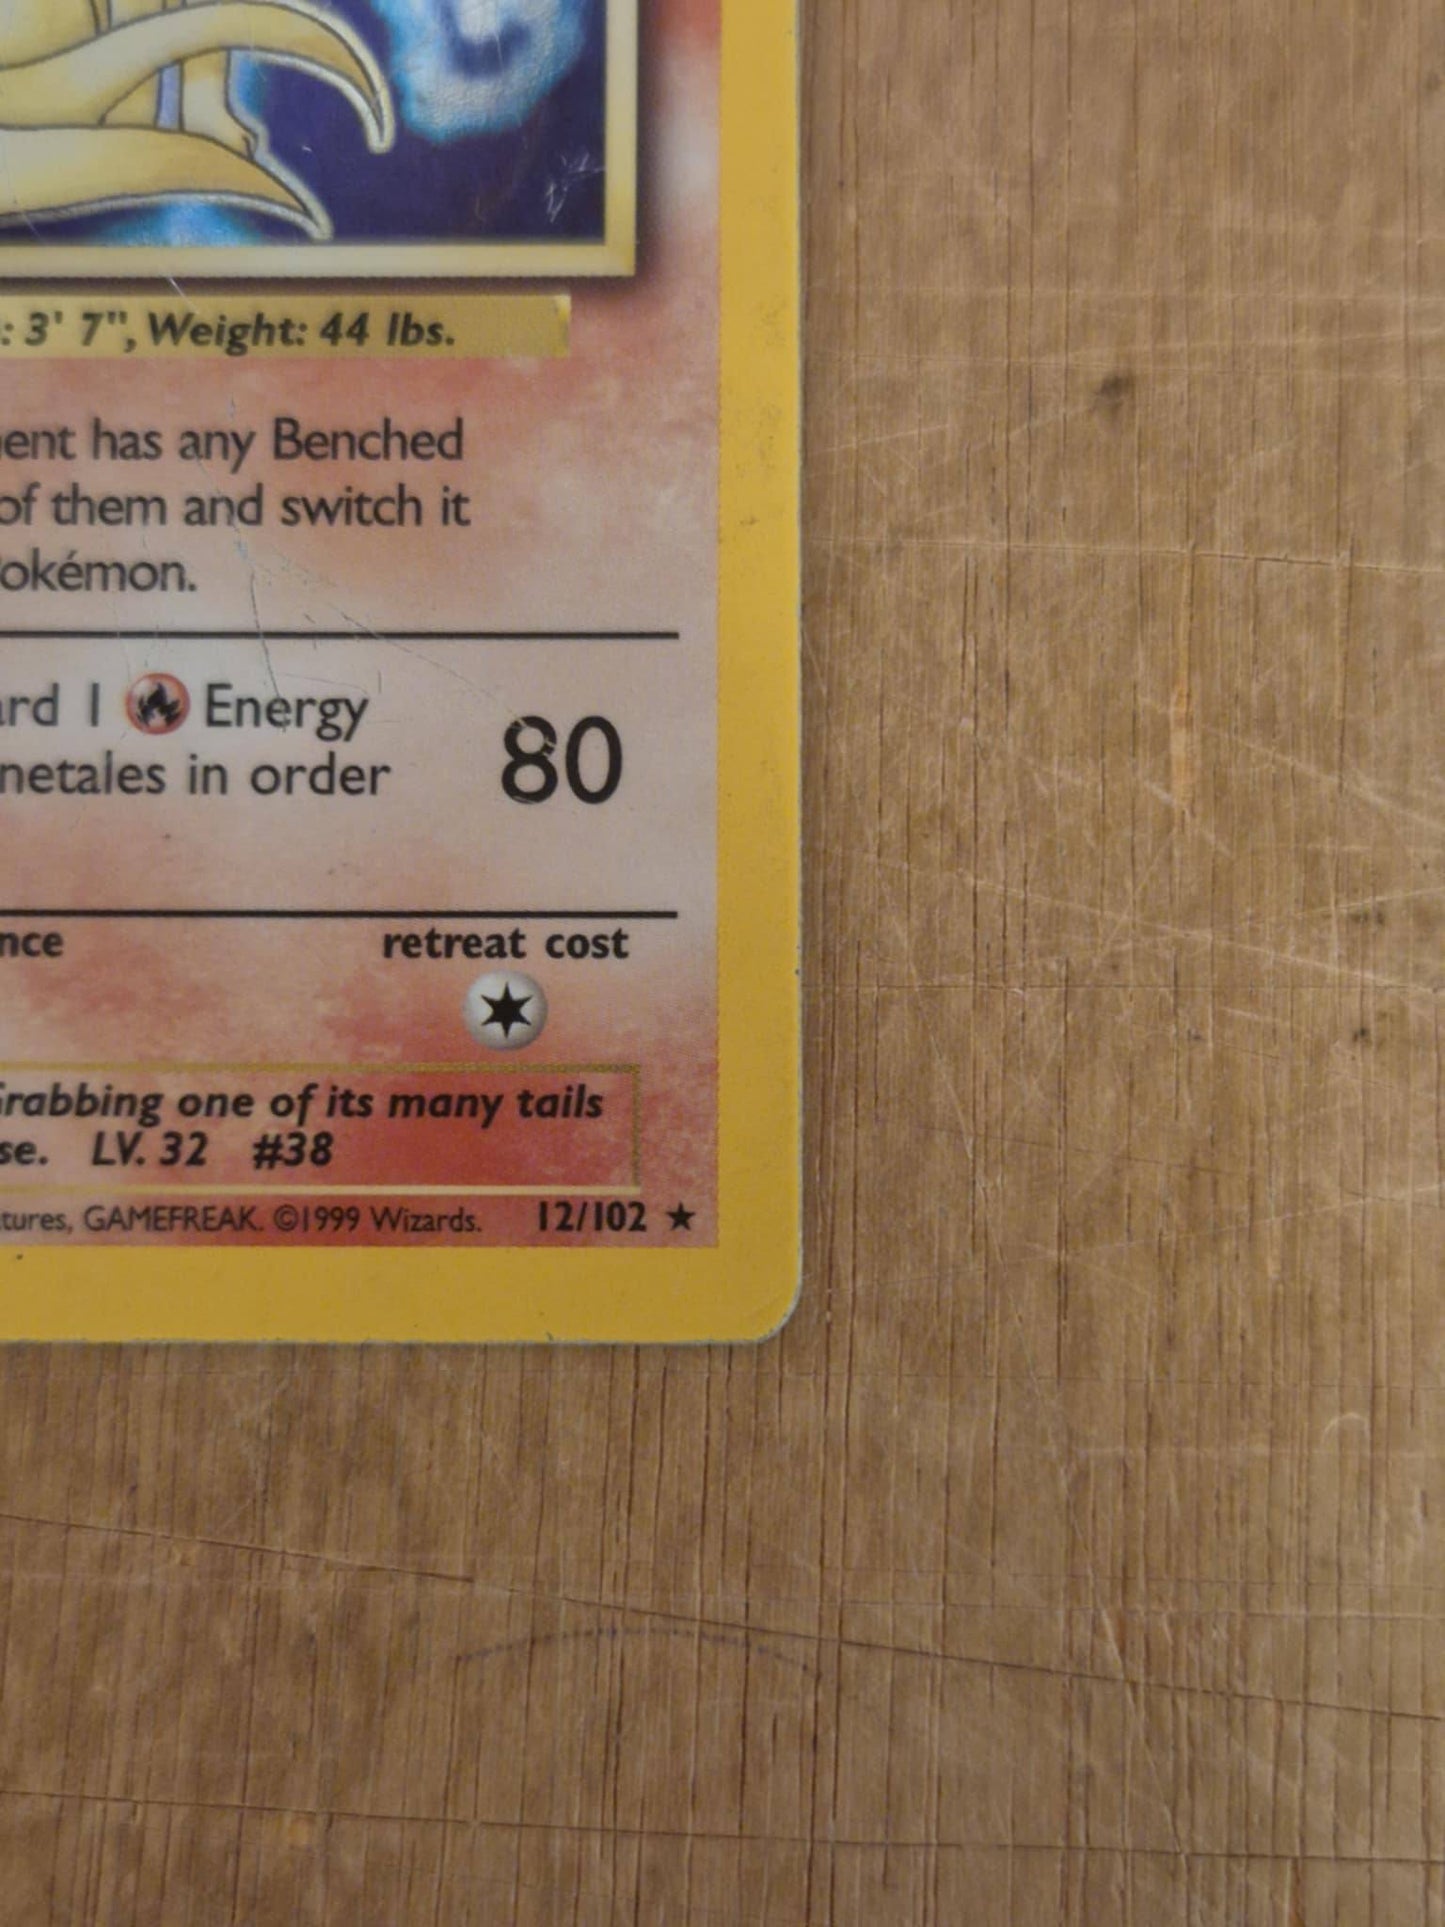 : 3' 7", Weight: 44 lbs.
ent has any Benched
of them and switch it
okémon.
ard 1 Energy
netales in order
80
nce
retreat cost
Grabbing one of its many tails
se. LV. 32 #38
tures, GAMEFREAK. ©1999 Wizards. 12/102 ★